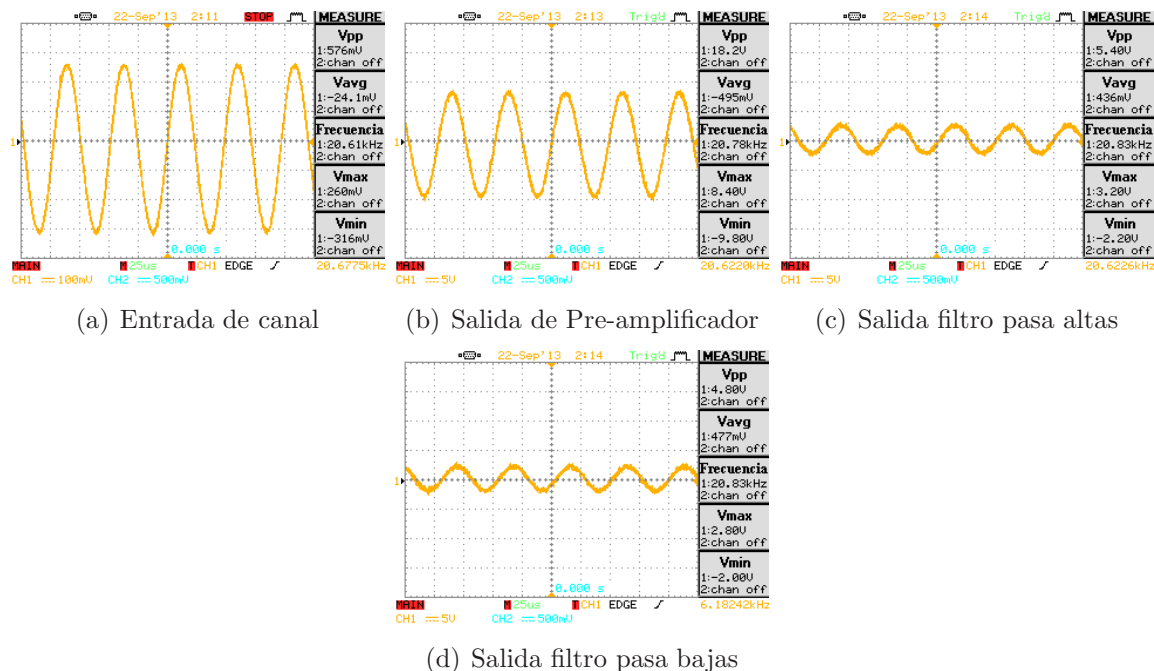 22-Sep'13 2:11 STOP MEASURE
Vpp
1:576mV
2:chan off
Vavg
1:-24.1mV
2:chan off
Frecuencia
1:20.61kHz
2:chan off
Vmax
1:260mV
2:chan off
Vmin
1:-316mV
2:chan off
1
0.000 s
MAIN M 25us T CH1 EDGE 20.6775kHz
CH1 100mV CH2 500mV
(a) Entrada de canal
22-Sep'13 2:13 Trig'd MEASURE
Vpp
1:18.2V
2:chan off
Vavg
1:-495mV
2:chan off
Frecuencia
1:20.78kHz
2:chan off
Vmax
1:8.40V
2:chan off
Vmin
1:-9.80V
2:chan off
1
0.000 s
MAIN M 25us T CH1 EDGE 20.6220kHz
CH1 5V CH2 500mV
(b) Salida de Pre-amplificador
22-Sep'13 2:14 Trig'd MEASURE
Vpp
1:5.40V
2:chan off
Vavg
1:436mV
2:chan off
Frecuencia
1:20.83kHz
2:chan off
Vmax
1:3.20V
2:chan off
Vmin
1:-2.20V
2:chan off
1
0.000 s
MAIN M 25us T CH1 EDGE 20.6226kHz
CH1 5V CH2 500mV
(c) Salida filtro pasa altas
22-Sep'13 2:14 Trig'd MEASURE
Vpp
1:4.80V
2:chan off
Vavg
1:477mV
2:chan off
Frecuencia
1:20.83kHz
2:chan off
Vmax
1:2.80V
2:chan off
Vmin
1:-2.00V
2:chan off
1
0.000 s
MAIN M 25us T CH1 EDGE 6.18242kHz
CH1 5V CH2 500mV
(d) Salida filtro pasa bajas